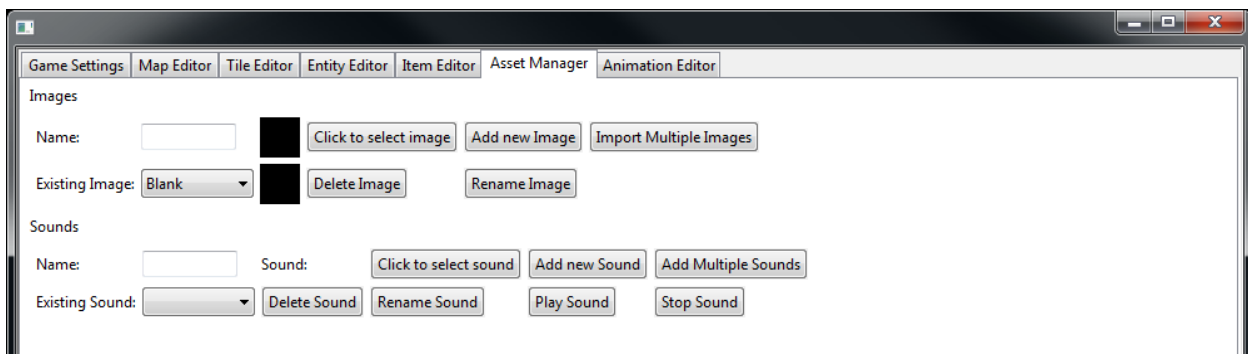 Game Settings Map Editor Tile Editor Entity Editor Item Editor Asset Manager Animation Editor
Images
Name: Click to select image Add new Image Import Multiple Images
Existing Image: Blank Delete Image Rename Image
Sounds
Name: Sound: Click to select sound Add new Sound Add Multiple Sounds
Existing Sound: Delete Sound Rename Sound Play Sound Stop Sound